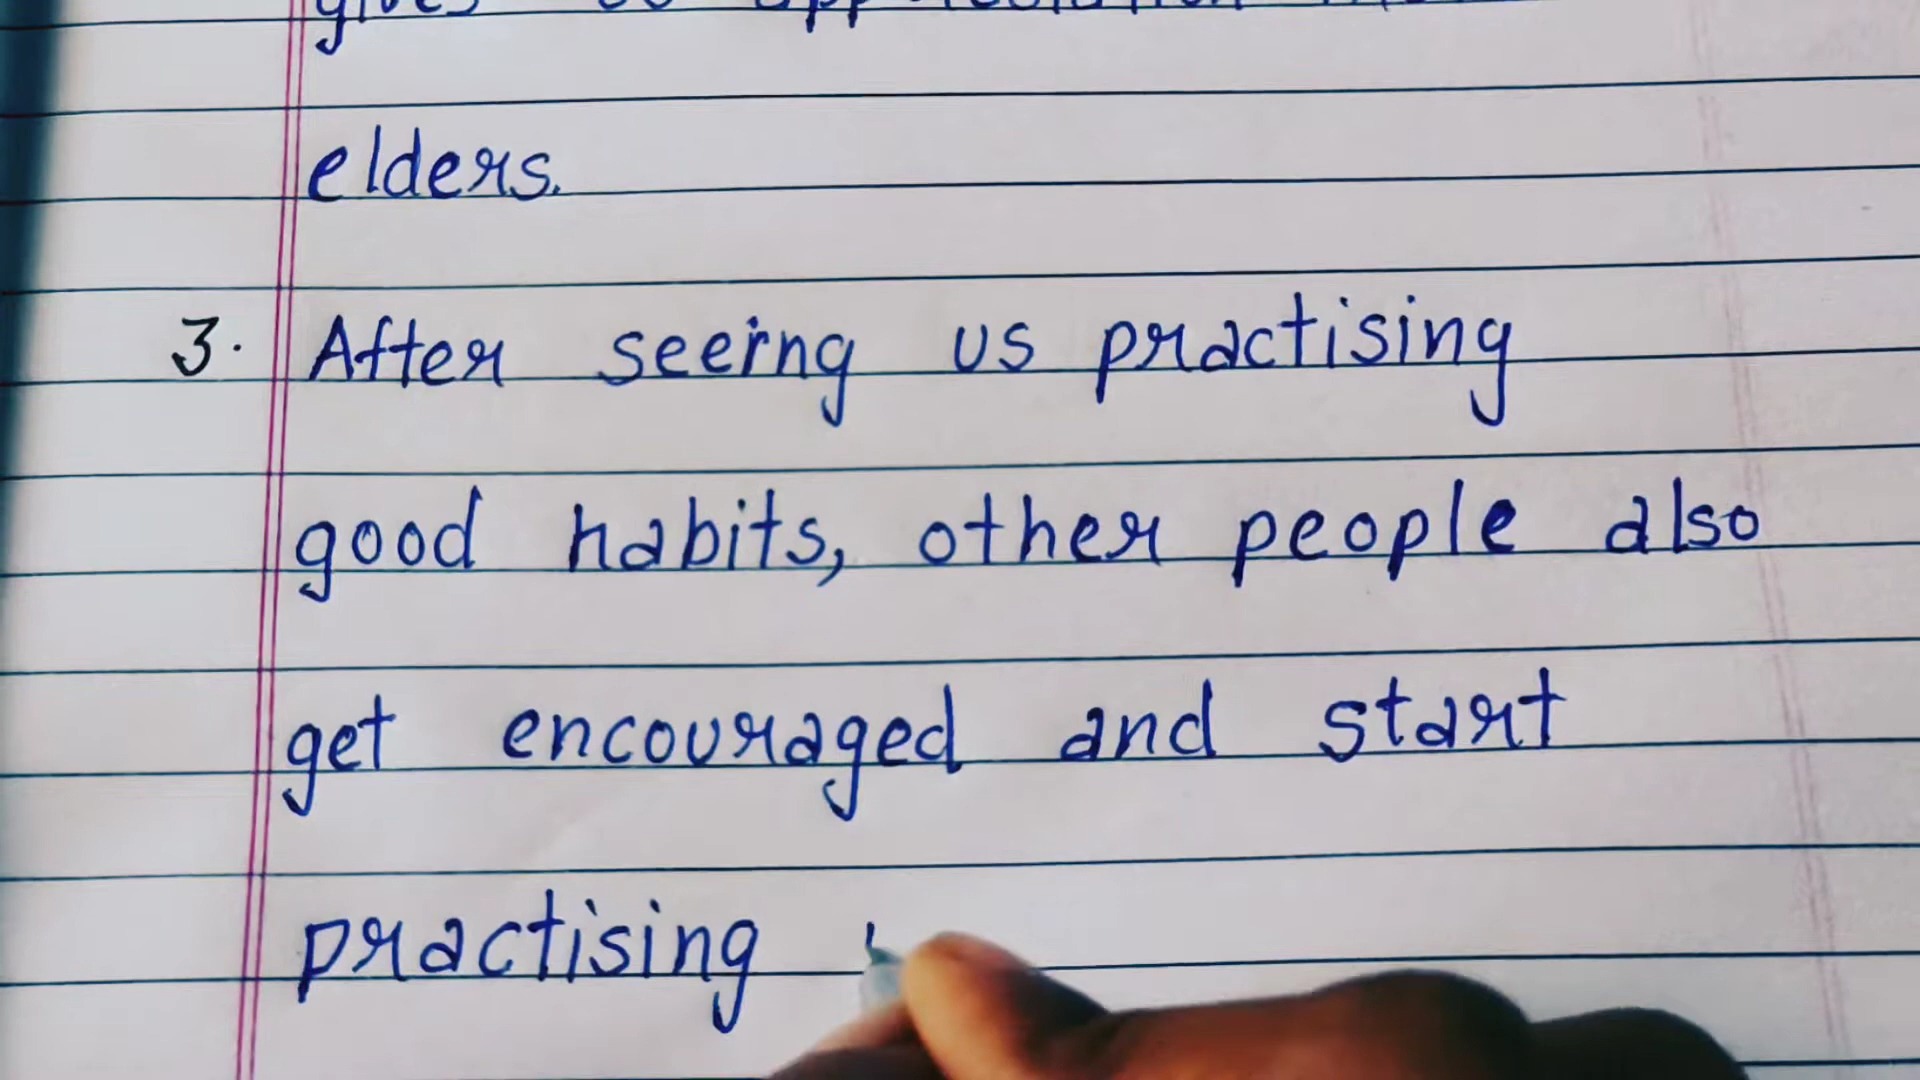 elders.
3. After seeing us practising
good habits, other people also
get encouraged and start
practising